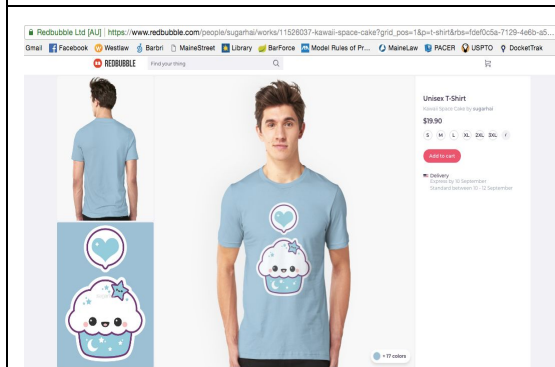 Redbubble Ltd [AU] | https://www.redbubble.com/people/sugarhai/works/11526037-kawaii-space-cake?grid_pos=1&p=t-shirt&rbs=fdef0c5a-7129-4e6b-a5...
Gmail Facebook Westlaw Barbri MaineStreet Library BarForce Model Rules of Pr... MaineLaw PACER USPTO DocketTrak
REDBUBBLE Find your thing
Unisex T-Shirt
Kawaii Space Cake by sugarhai
$19.90
S M L XL 2XL 3XL
Add to cart
Delivery
Express by 10 September
Standard between 10 - 12 September
+ 17 colors